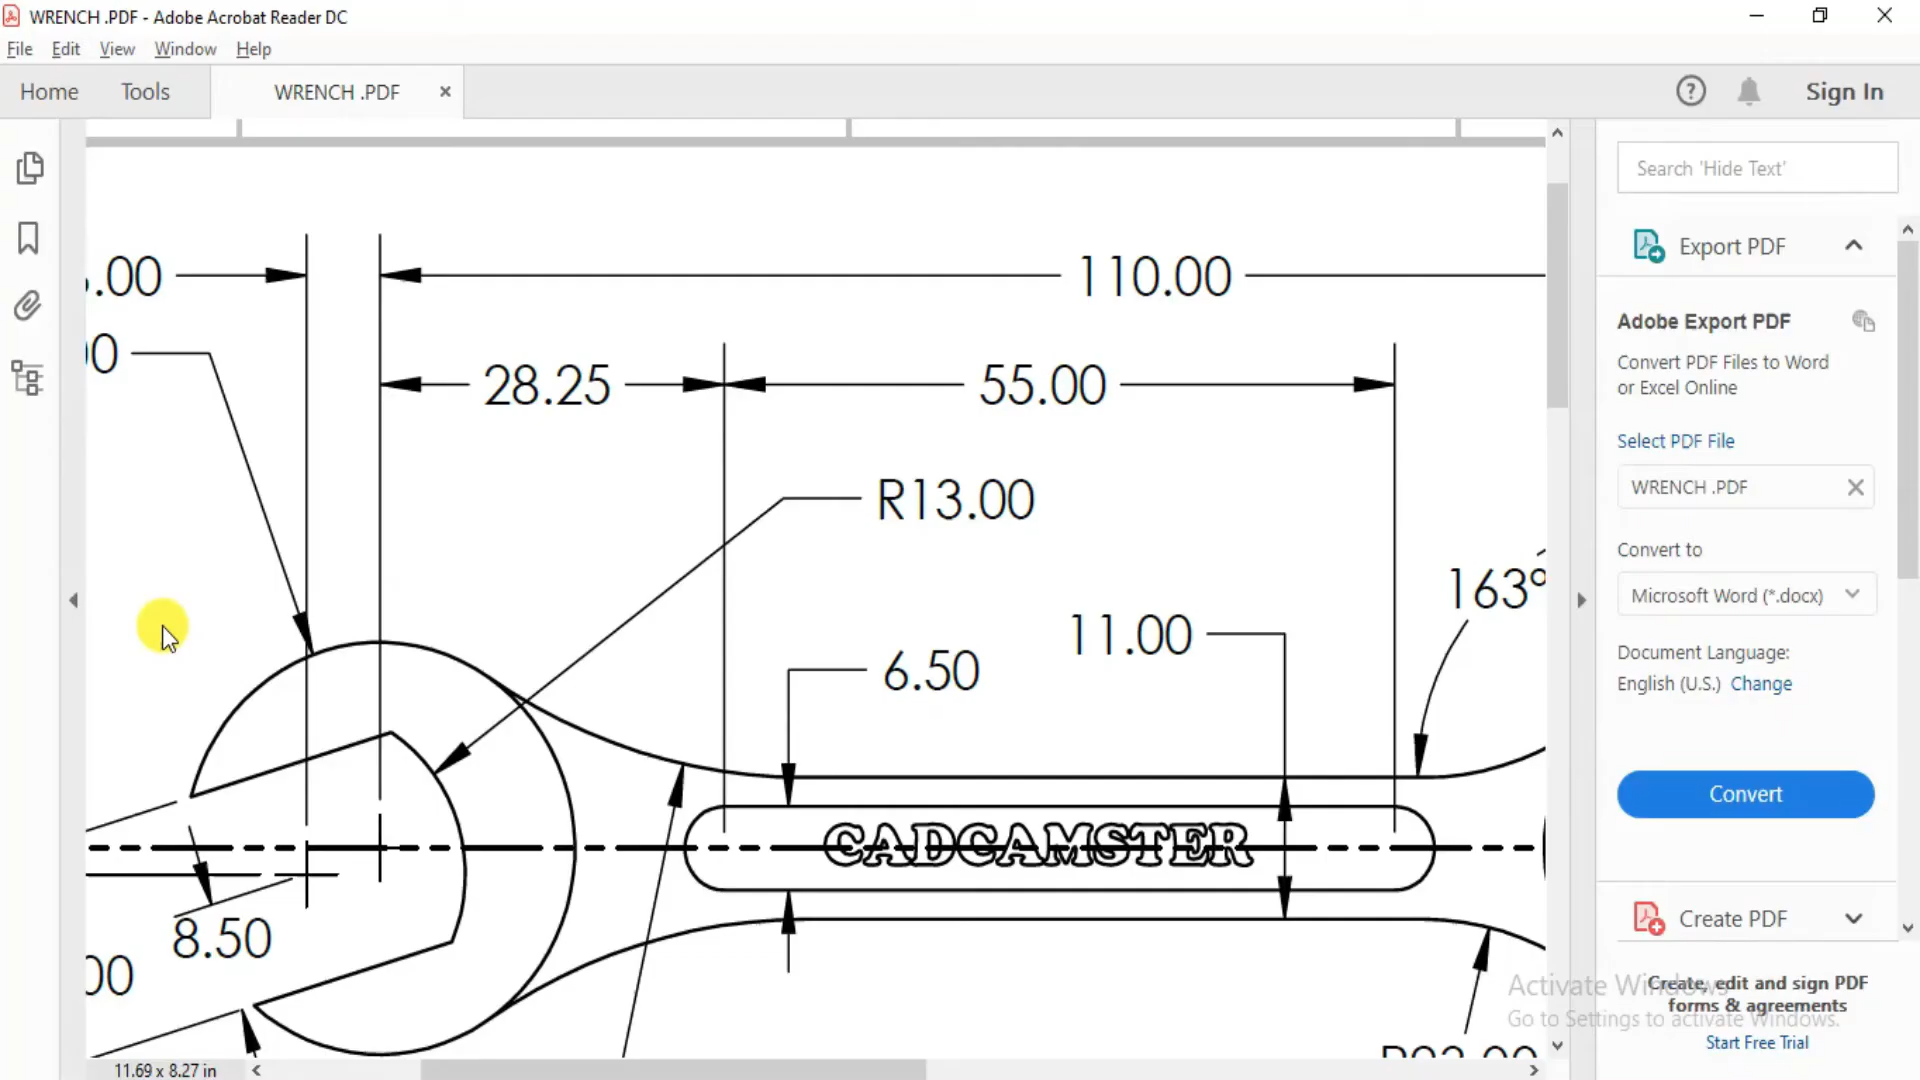 WRENCH .PDF - Adobe Acrobat Reader DC
File Edit View Window Help
Home Tools WRENCH .PDF Sign In
.00
110.00
00
28.25
55.00
R13.00
163°
11.00
6.50
CADCAMSTER
8.50
00
11.69 x 8.27 in
Search 'Hide Text'
Export PDF
Adobe Export PDF
Convert PDF Files to Word
or Excel Online
Select PDF File
WRENCH .PDF
Convert to
Microsoft Word (*.docx)
Document Language:
English (U.S.) Change
Convert
Create PDF
Create, edit and sign PDF
forms & agreements
Start Free Trial
Activate Windows
Go to Settings to activate Windows.